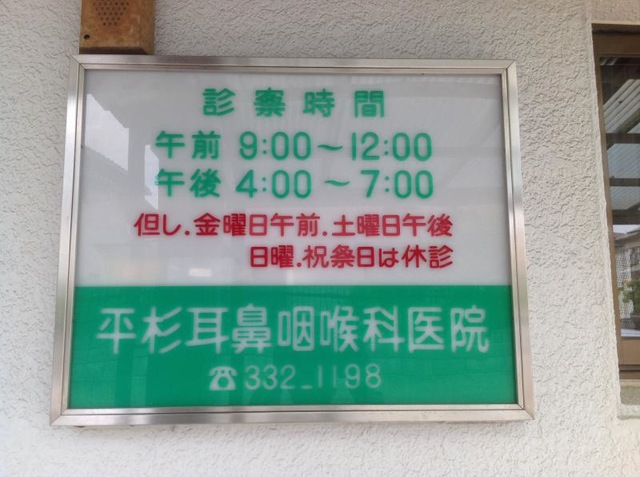 診察時間
午前 9:00～12:00
午後 4:00～7:00
但し.金曜日午前.土曜日午後
日曜.祝祭日は休診
平杉耳鼻咽喉科医院
☎332_1198